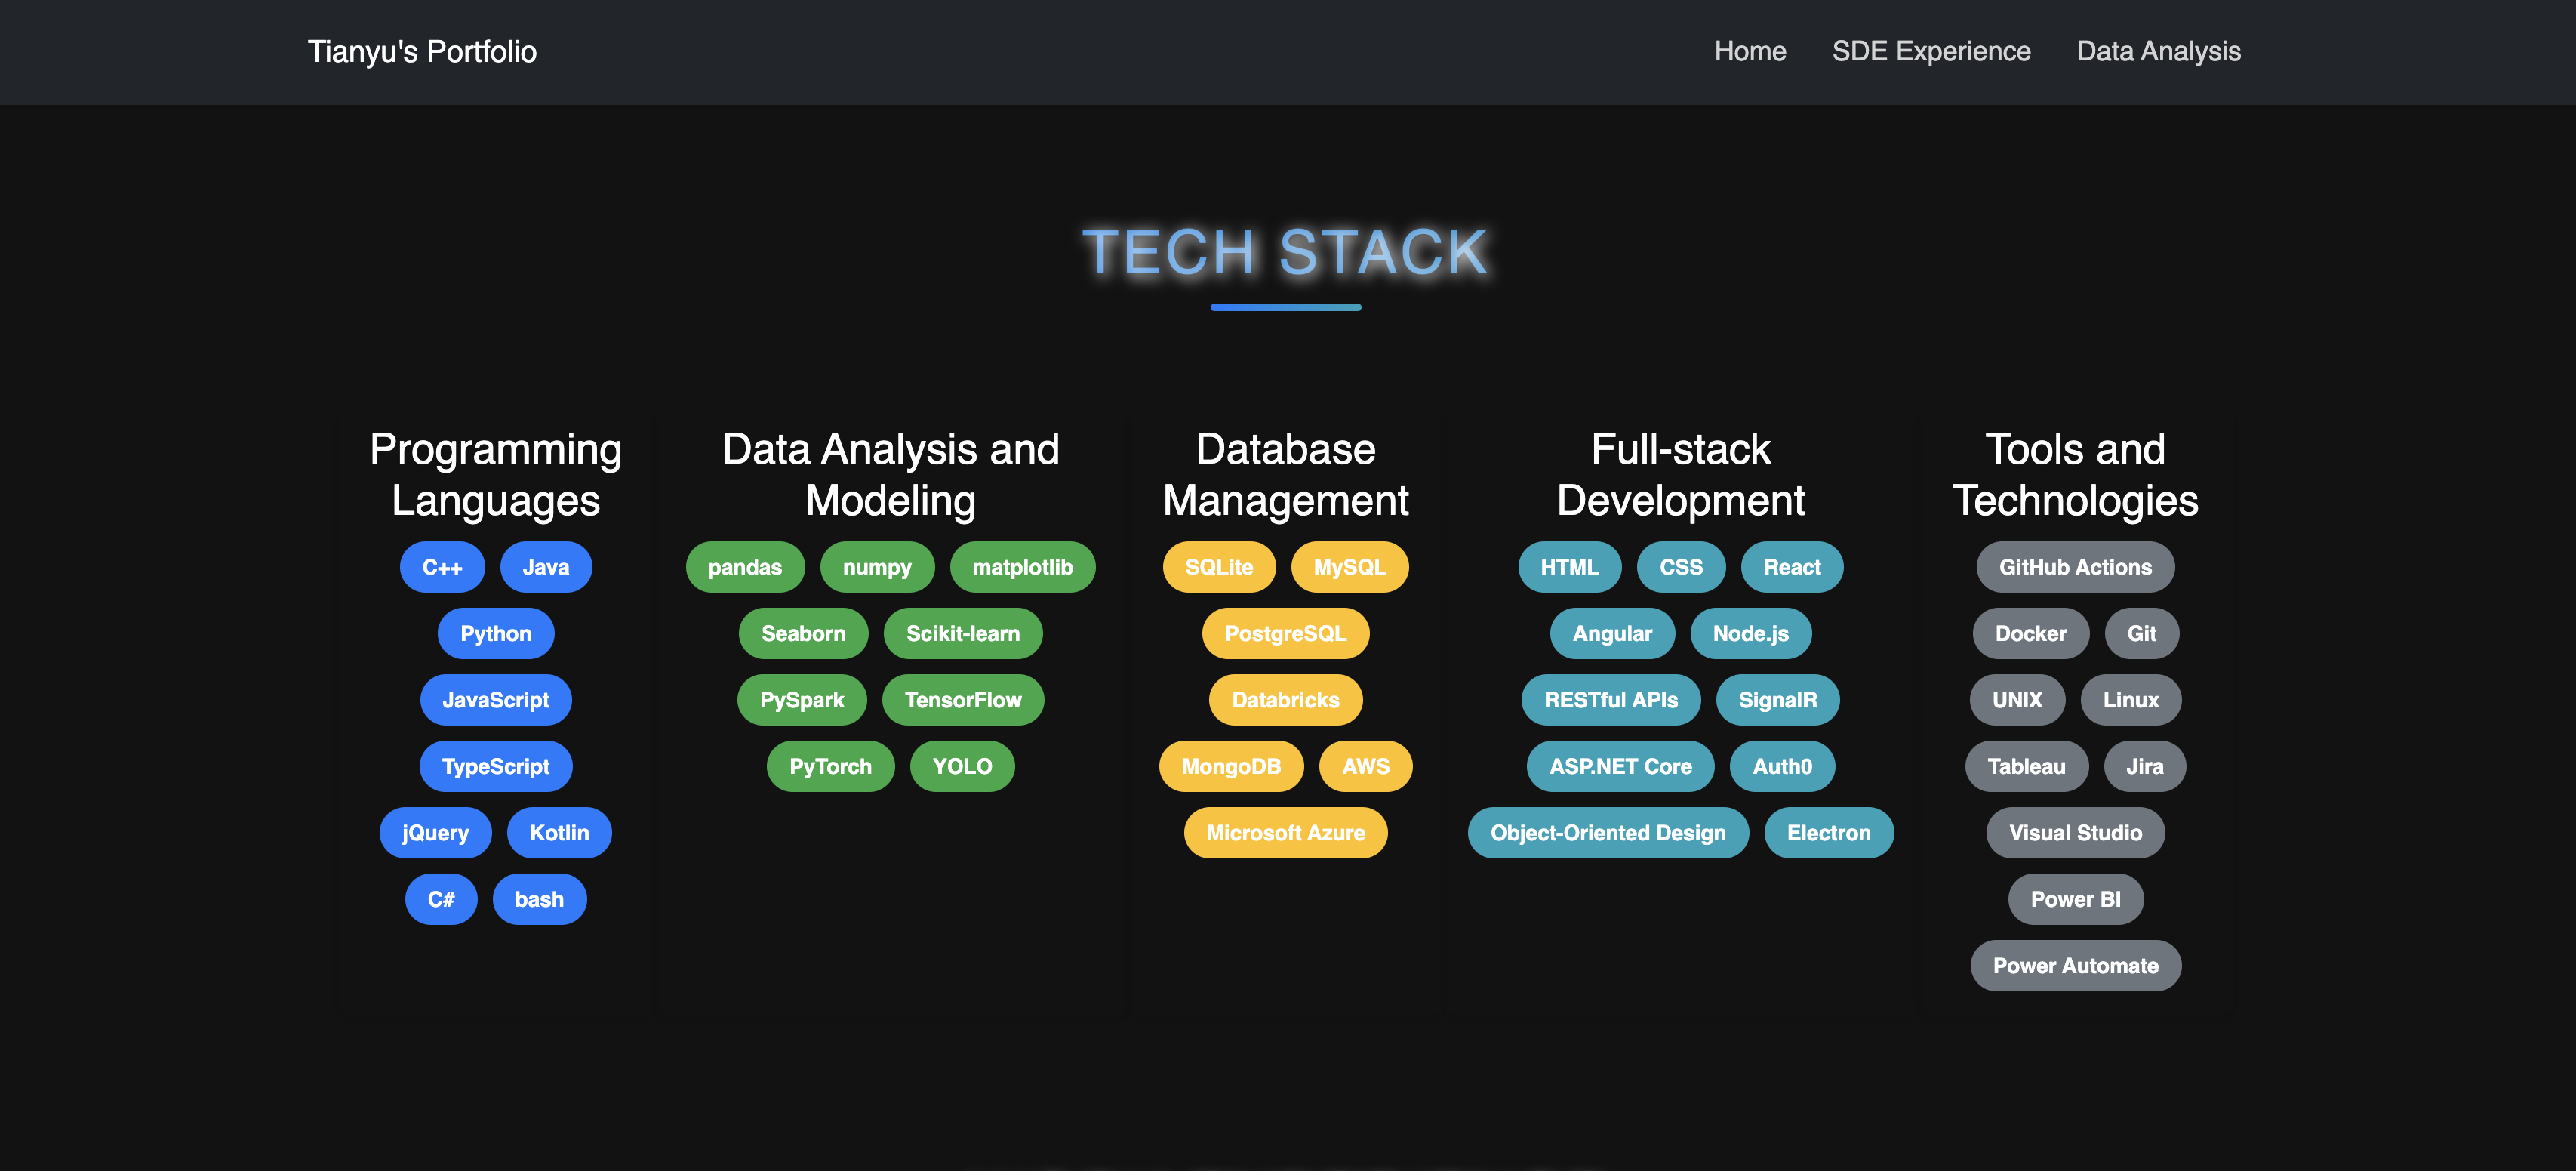 Tianyu's Portfolio
Home SDE Experience Data Analysis
TECH STACK
Programming
Languages
C++ Java
Python
JavaScript
TypeScript
jQuery Kotlin
C# bash
Data Analysis and
Modeling
pandas numpy matplotlib
Seaborn Scikit-learn
PySpark TensorFlow
PyTorch YOLO
Database
Management
SQLite MySQL
PostgreSQL
Databricks
MongoDB AWS
Microsoft Azure
Full-stack
Development
HTML CSS React
Angular Node.js
RESTful APIs SignalR
ASP.NET Core Auth0
Object-Oriented Design Electron
Tools and
Technologies
GitHub Actions
Docker Git
UNIX Linux
Tableau Jira
Visual Studio
Power BI
Power Automate